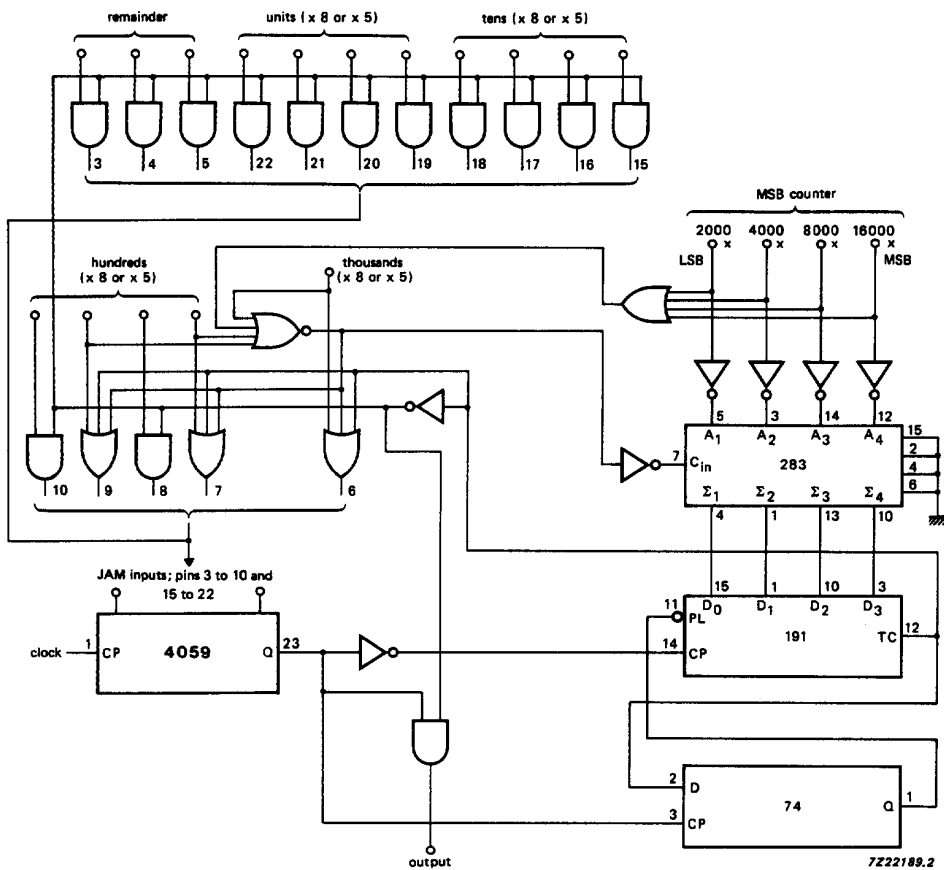 remainder units (x 8 or x 5) tens (x 8 or x 5)
3 4 5 22 21 20 19 18 17 16 15
MSB counter
2000 x 4000 x 8000 x 16000 x
LSB MSB
hundreds
(x 8 or x 5)
thousands
(x 8 or x 5)
5 3 14 12
A1 A2 A3 A4
15
2
4
6
7 Cin
283
Σ1 Σ2 Σ3 Σ4
4 1 13 10
10 9 8 7 6
JAM inputs; pins 3 to 10 and
15 to 22
15 1 10 3
D0 D1 D2 D3
11 PL
191
TC 12
14 CP
clock 1 CP 4059 Q 23
2 D
74
Q 1
3 CP
output
7Z22189.2